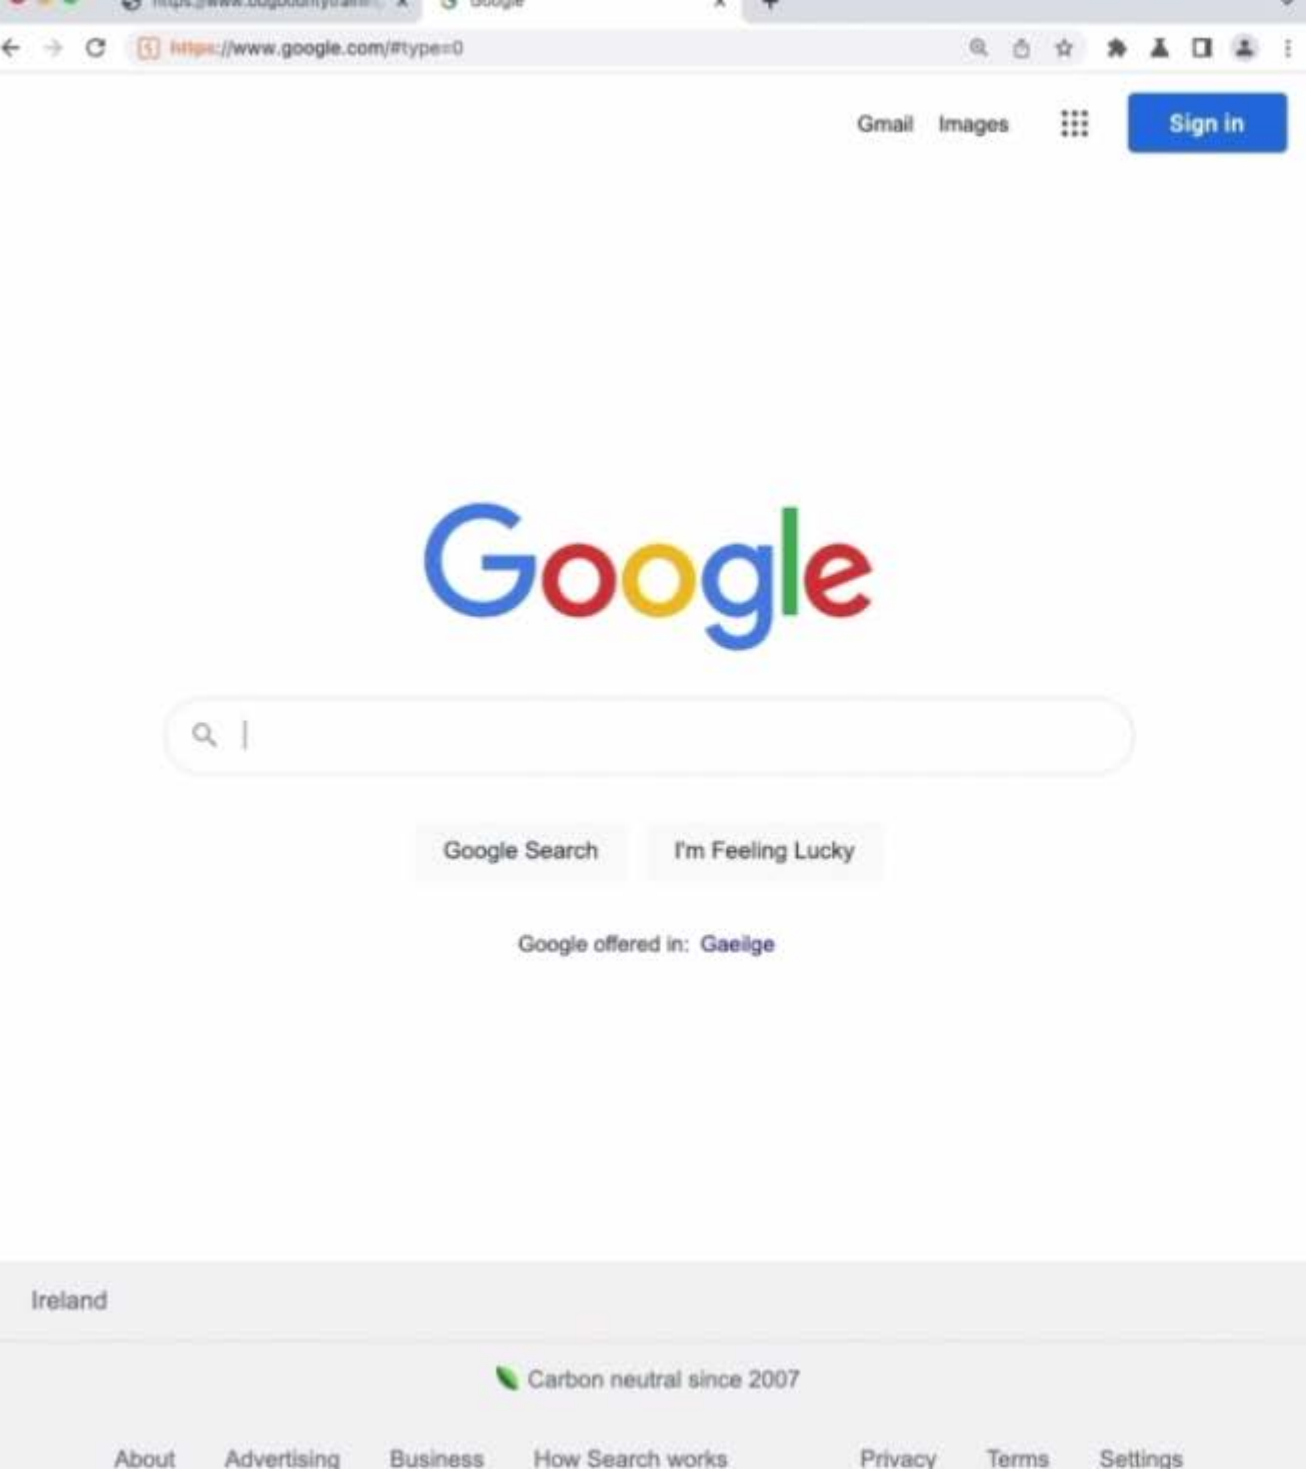 Google
https://www.google.com/#type=0
Gmail Images Sign in
Google
Google Search I'm Feeling Lucky
Google offered in: Gaeilge
Ireland
Carbon neutral since 2007
About Advertising Business How Search works Privacy Terms Settings